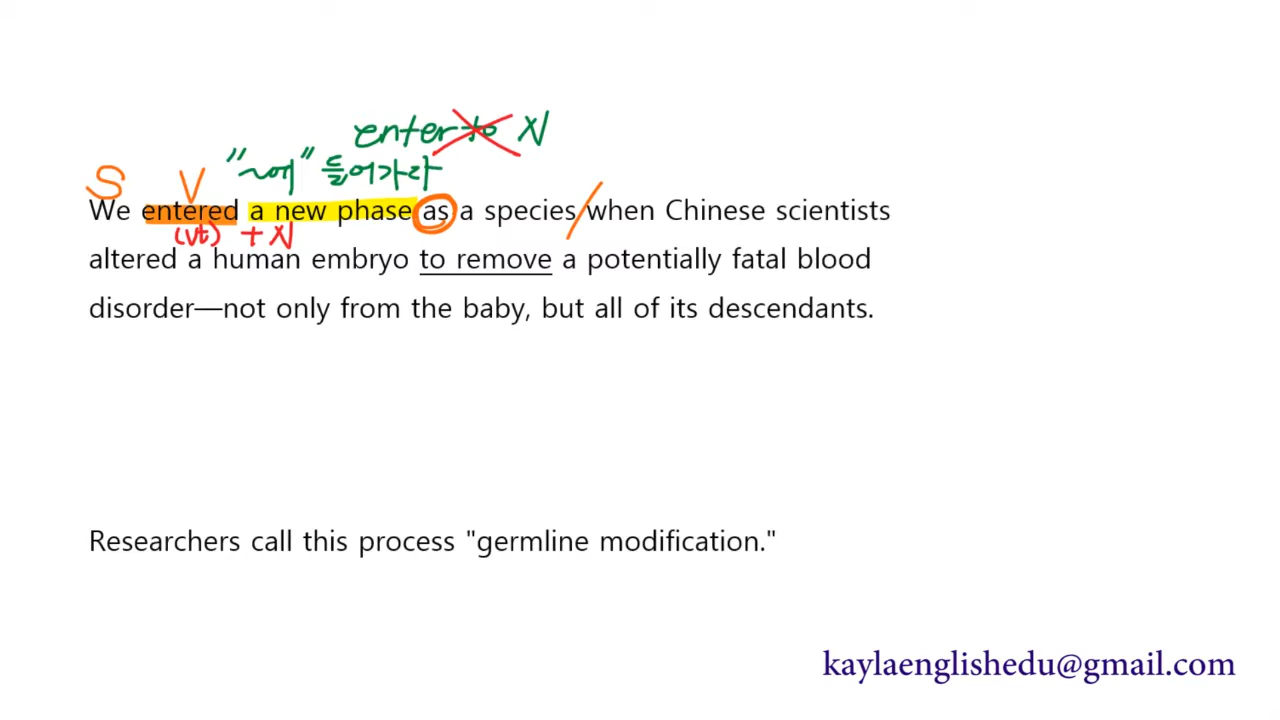 enter to N
"~에" 들어가다
S V
We entered a new phase as a species when Chinese scientists
(vt) + N
altered a human embryo to remove a potentially fatal blood
disorder—not only from the baby, but all of its descendants.
Researchers call this process "germline modification."
kaylaenglishedu@gmail.com